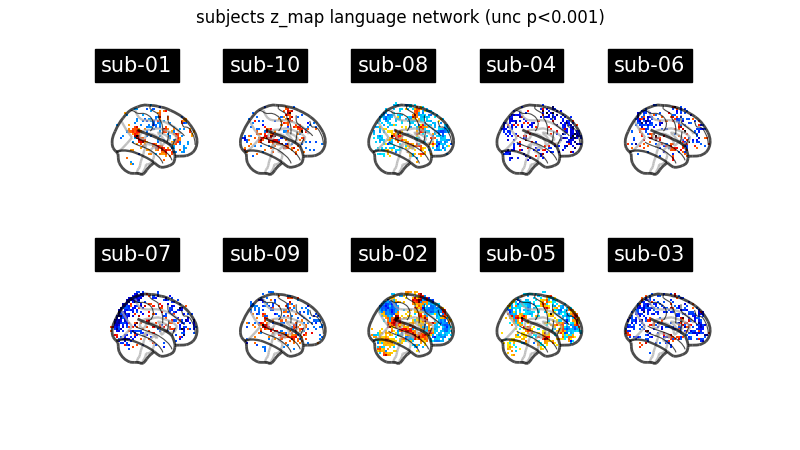 subjects z_map language network (unc p<0.001)
sub-01
sub-10
sub-08
sub-04
sub-06
sub-07
sub-09
sub-02
sub-05
sub-03